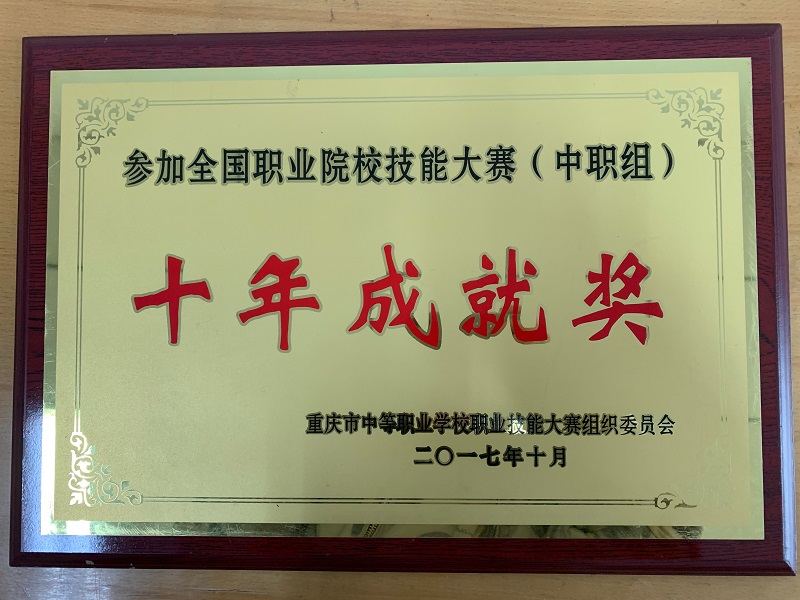 参加全国职业院校技能大赛（中职组）
十年成就奖
重庆市中等职业学校职业技能大赛组织委员会
二〇一七年十月